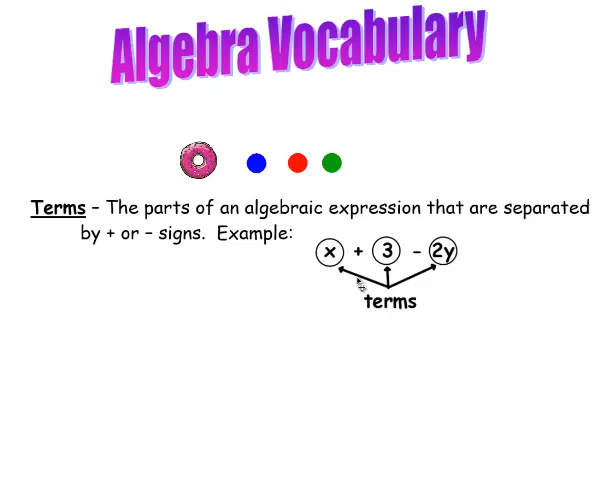 Algebra Vocabulary
Terms – The parts of an algebraic expression that are separated
by + or – signs. Example:
x + 3 – 2y
terms